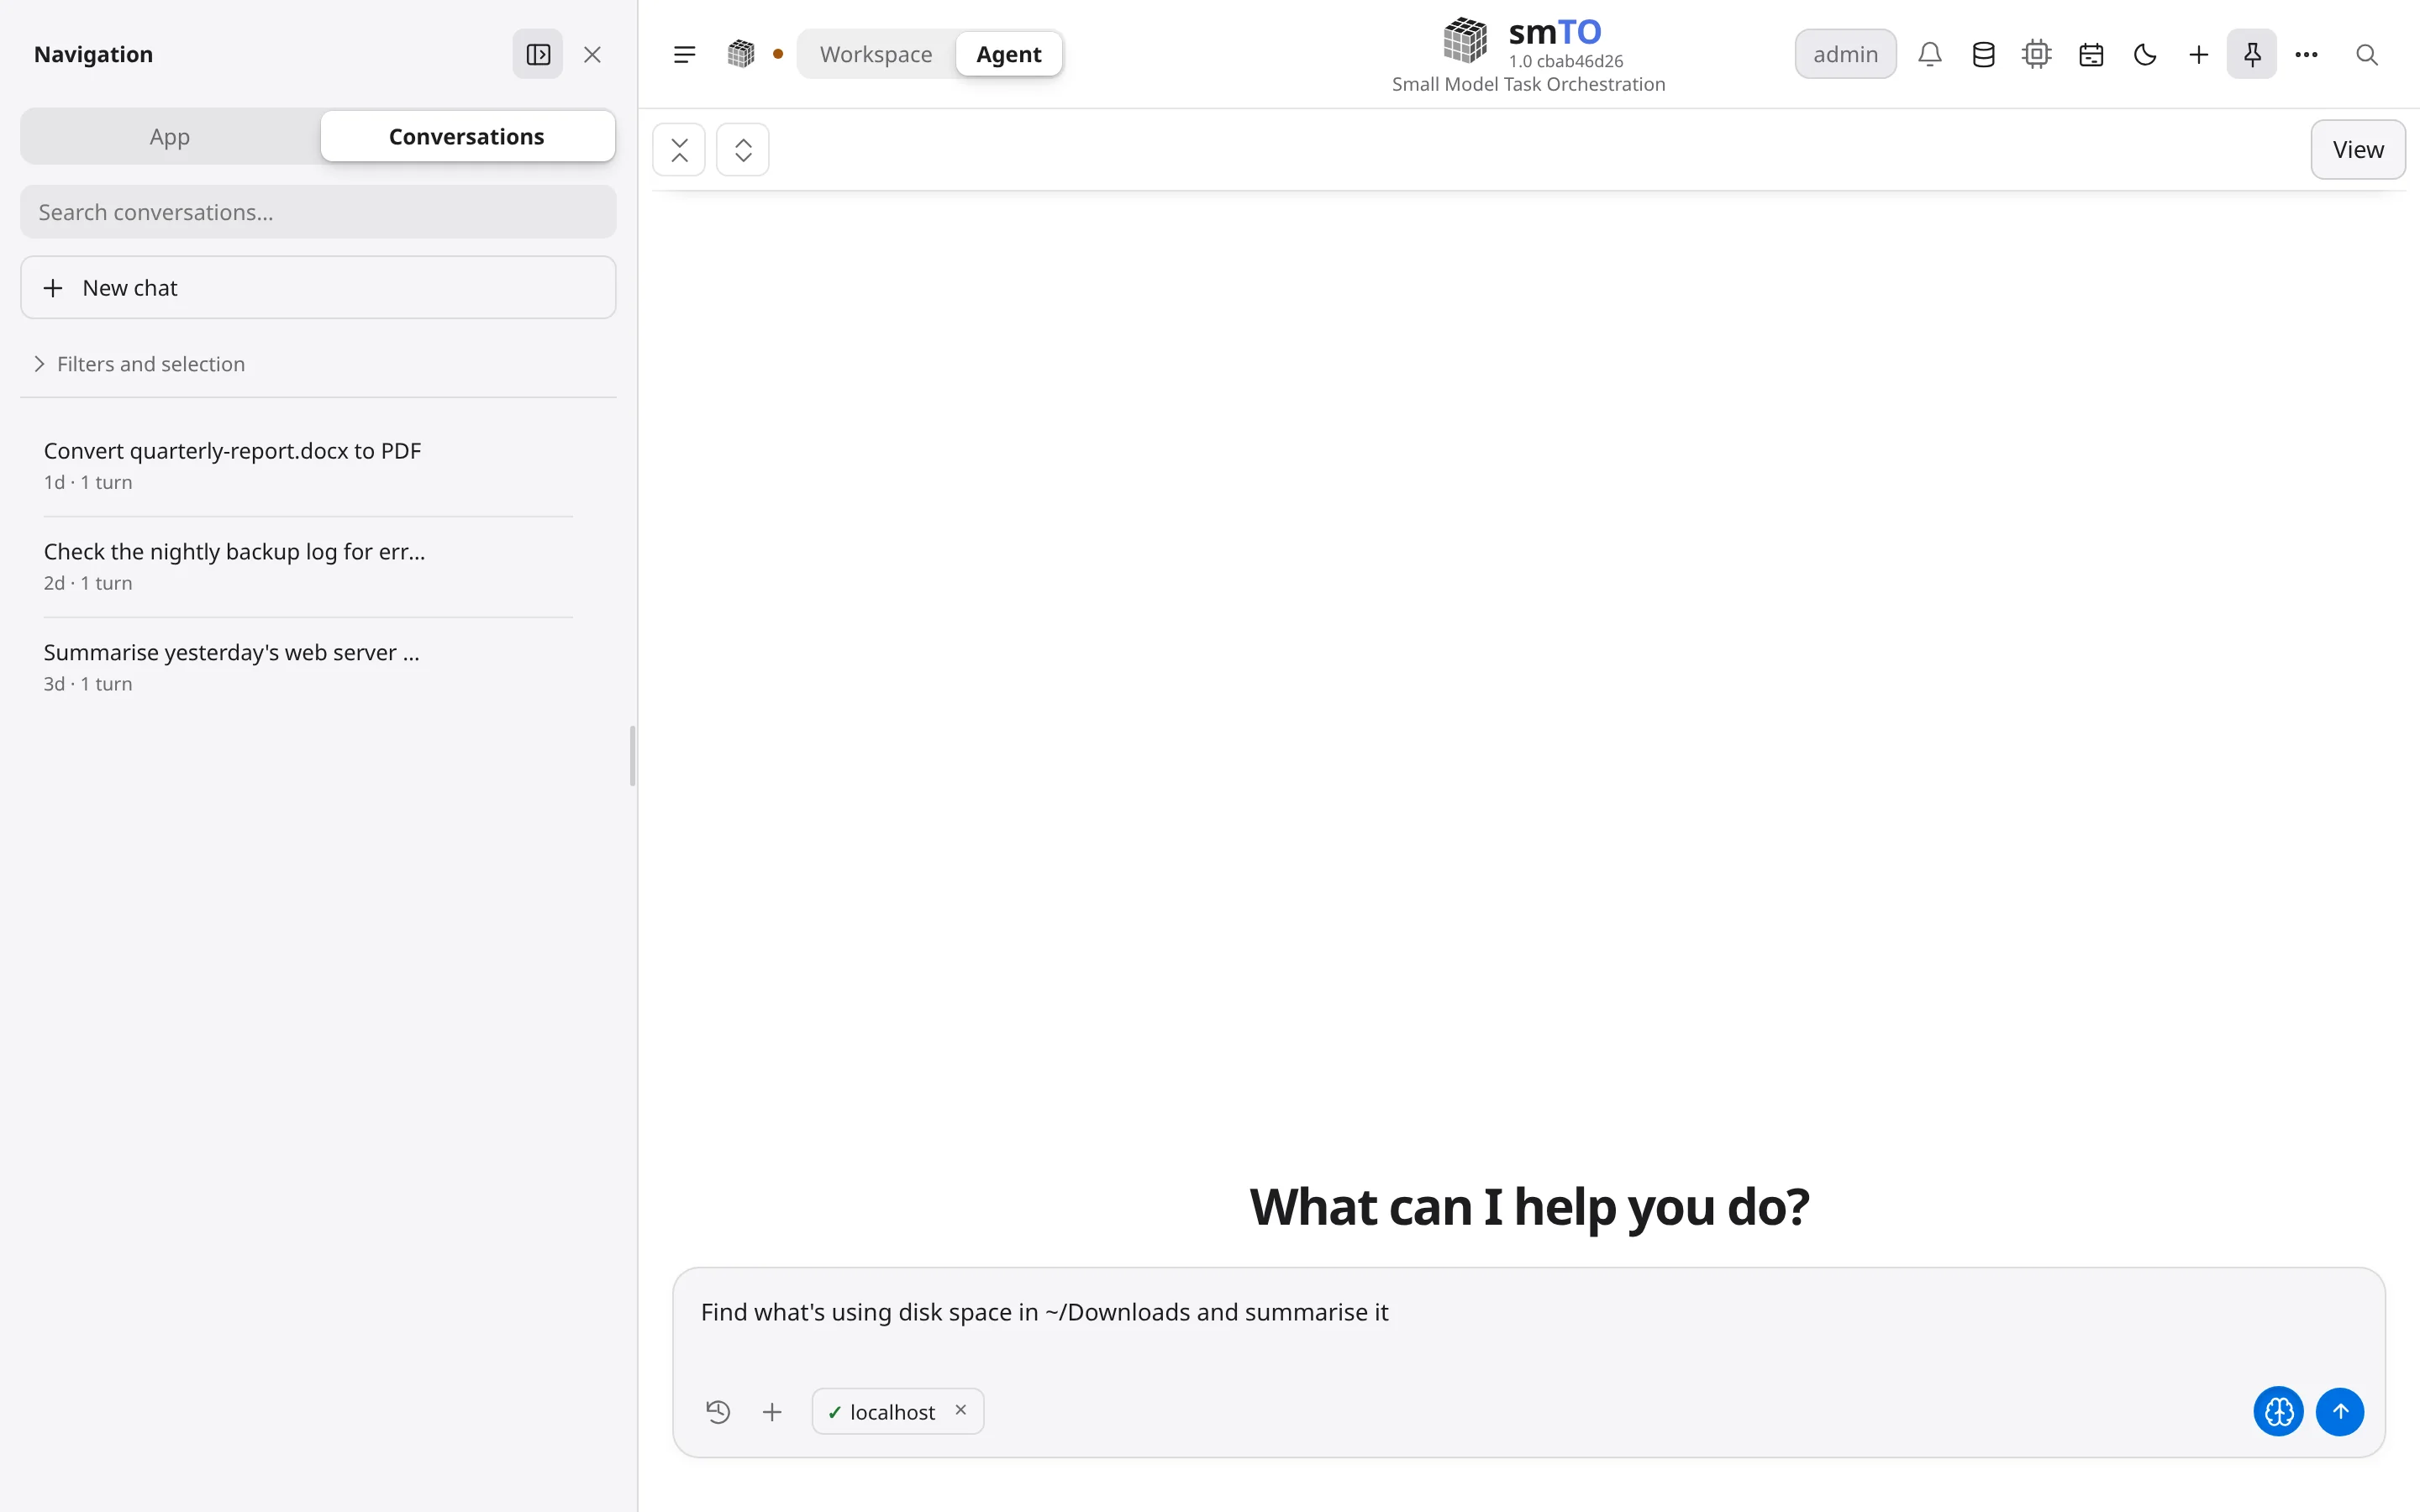 Navigation
App
Conversations
Search conversations...
New chat
Filters and selection
Convert quarterly-report.docx to PDF
1d · 1 turn
Check the nightly backup log for err...
2d · 1 turn
Summarise yesterday's web server ...
3d · 1 turn
Workspace
Agent
smTO
1.0 cbab46d26
Small Model Task Orchestration
admin
View
What can I help you do?
Find what's using disk space in ~/Downloads and summarise it
✓ localhost ×